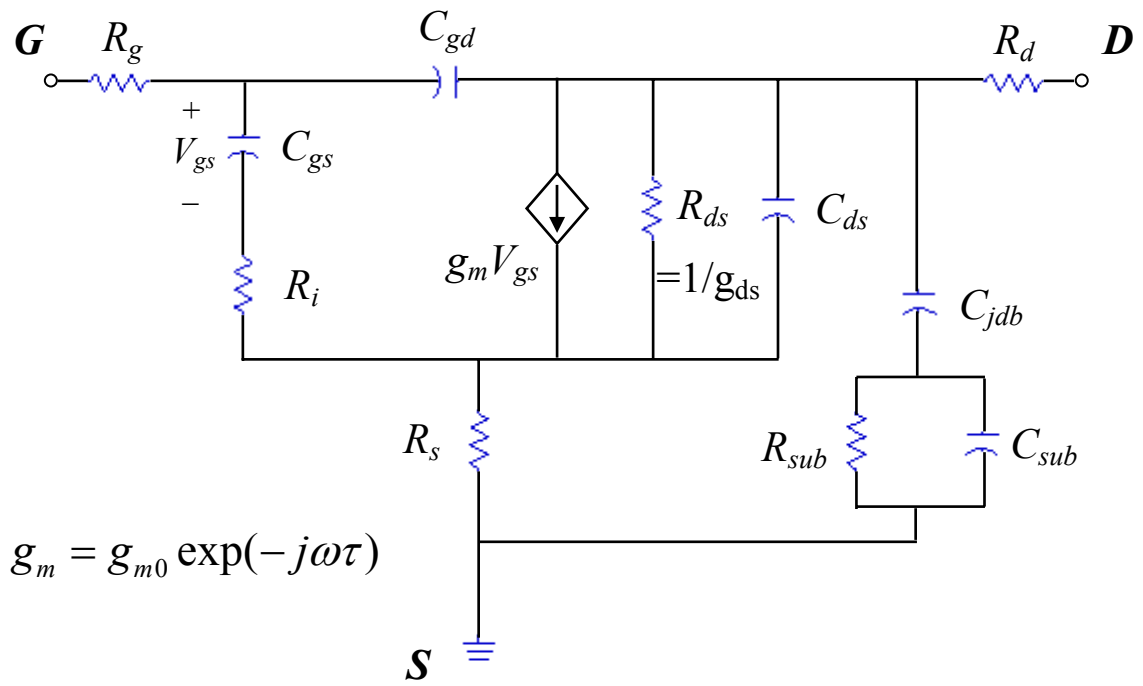 G
R_g
C_gd
R_d
D
+
V_gs
–
C_gs
R_i
g_mV_gs
R_ds
=1/g_ds
C_ds
C_jdb
R_s
R_sub
C_sub
g_m = g_m0 exp(−jωτ)
S